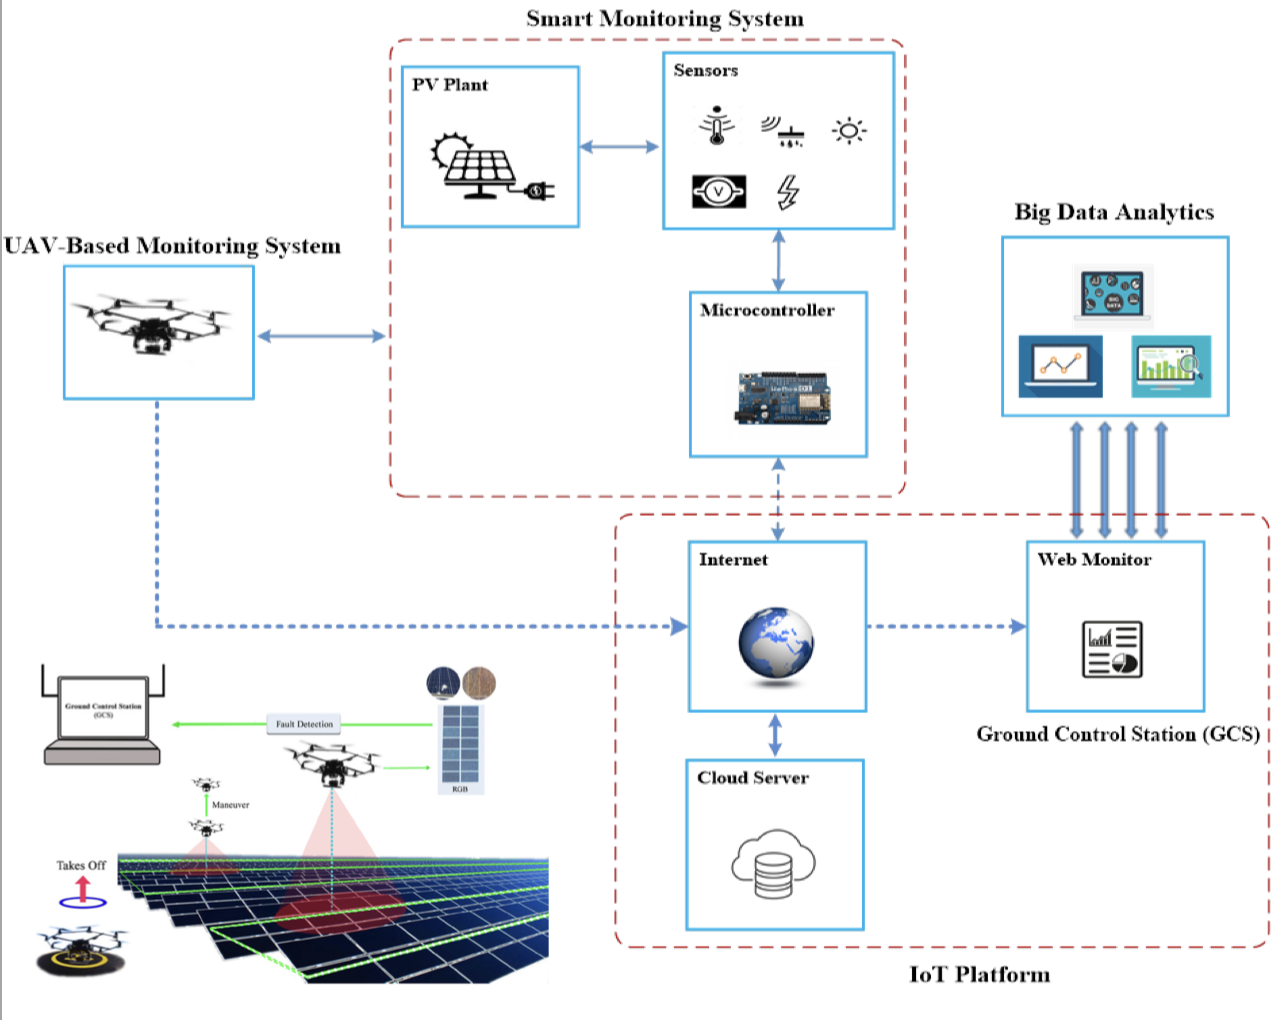 Smart Monitoring System
PV Plant
Sensors
V
Big Data Analytics
UAV-Based Monitoring System
BIG
DATA
Microcontroller
Internet
Web Monitor
Ground Control Station
(GCS)
Fault Detection
Ground Control Station (GCS)
Cloud Server
RGB
Maneuver
Takes Off
IoT Platform